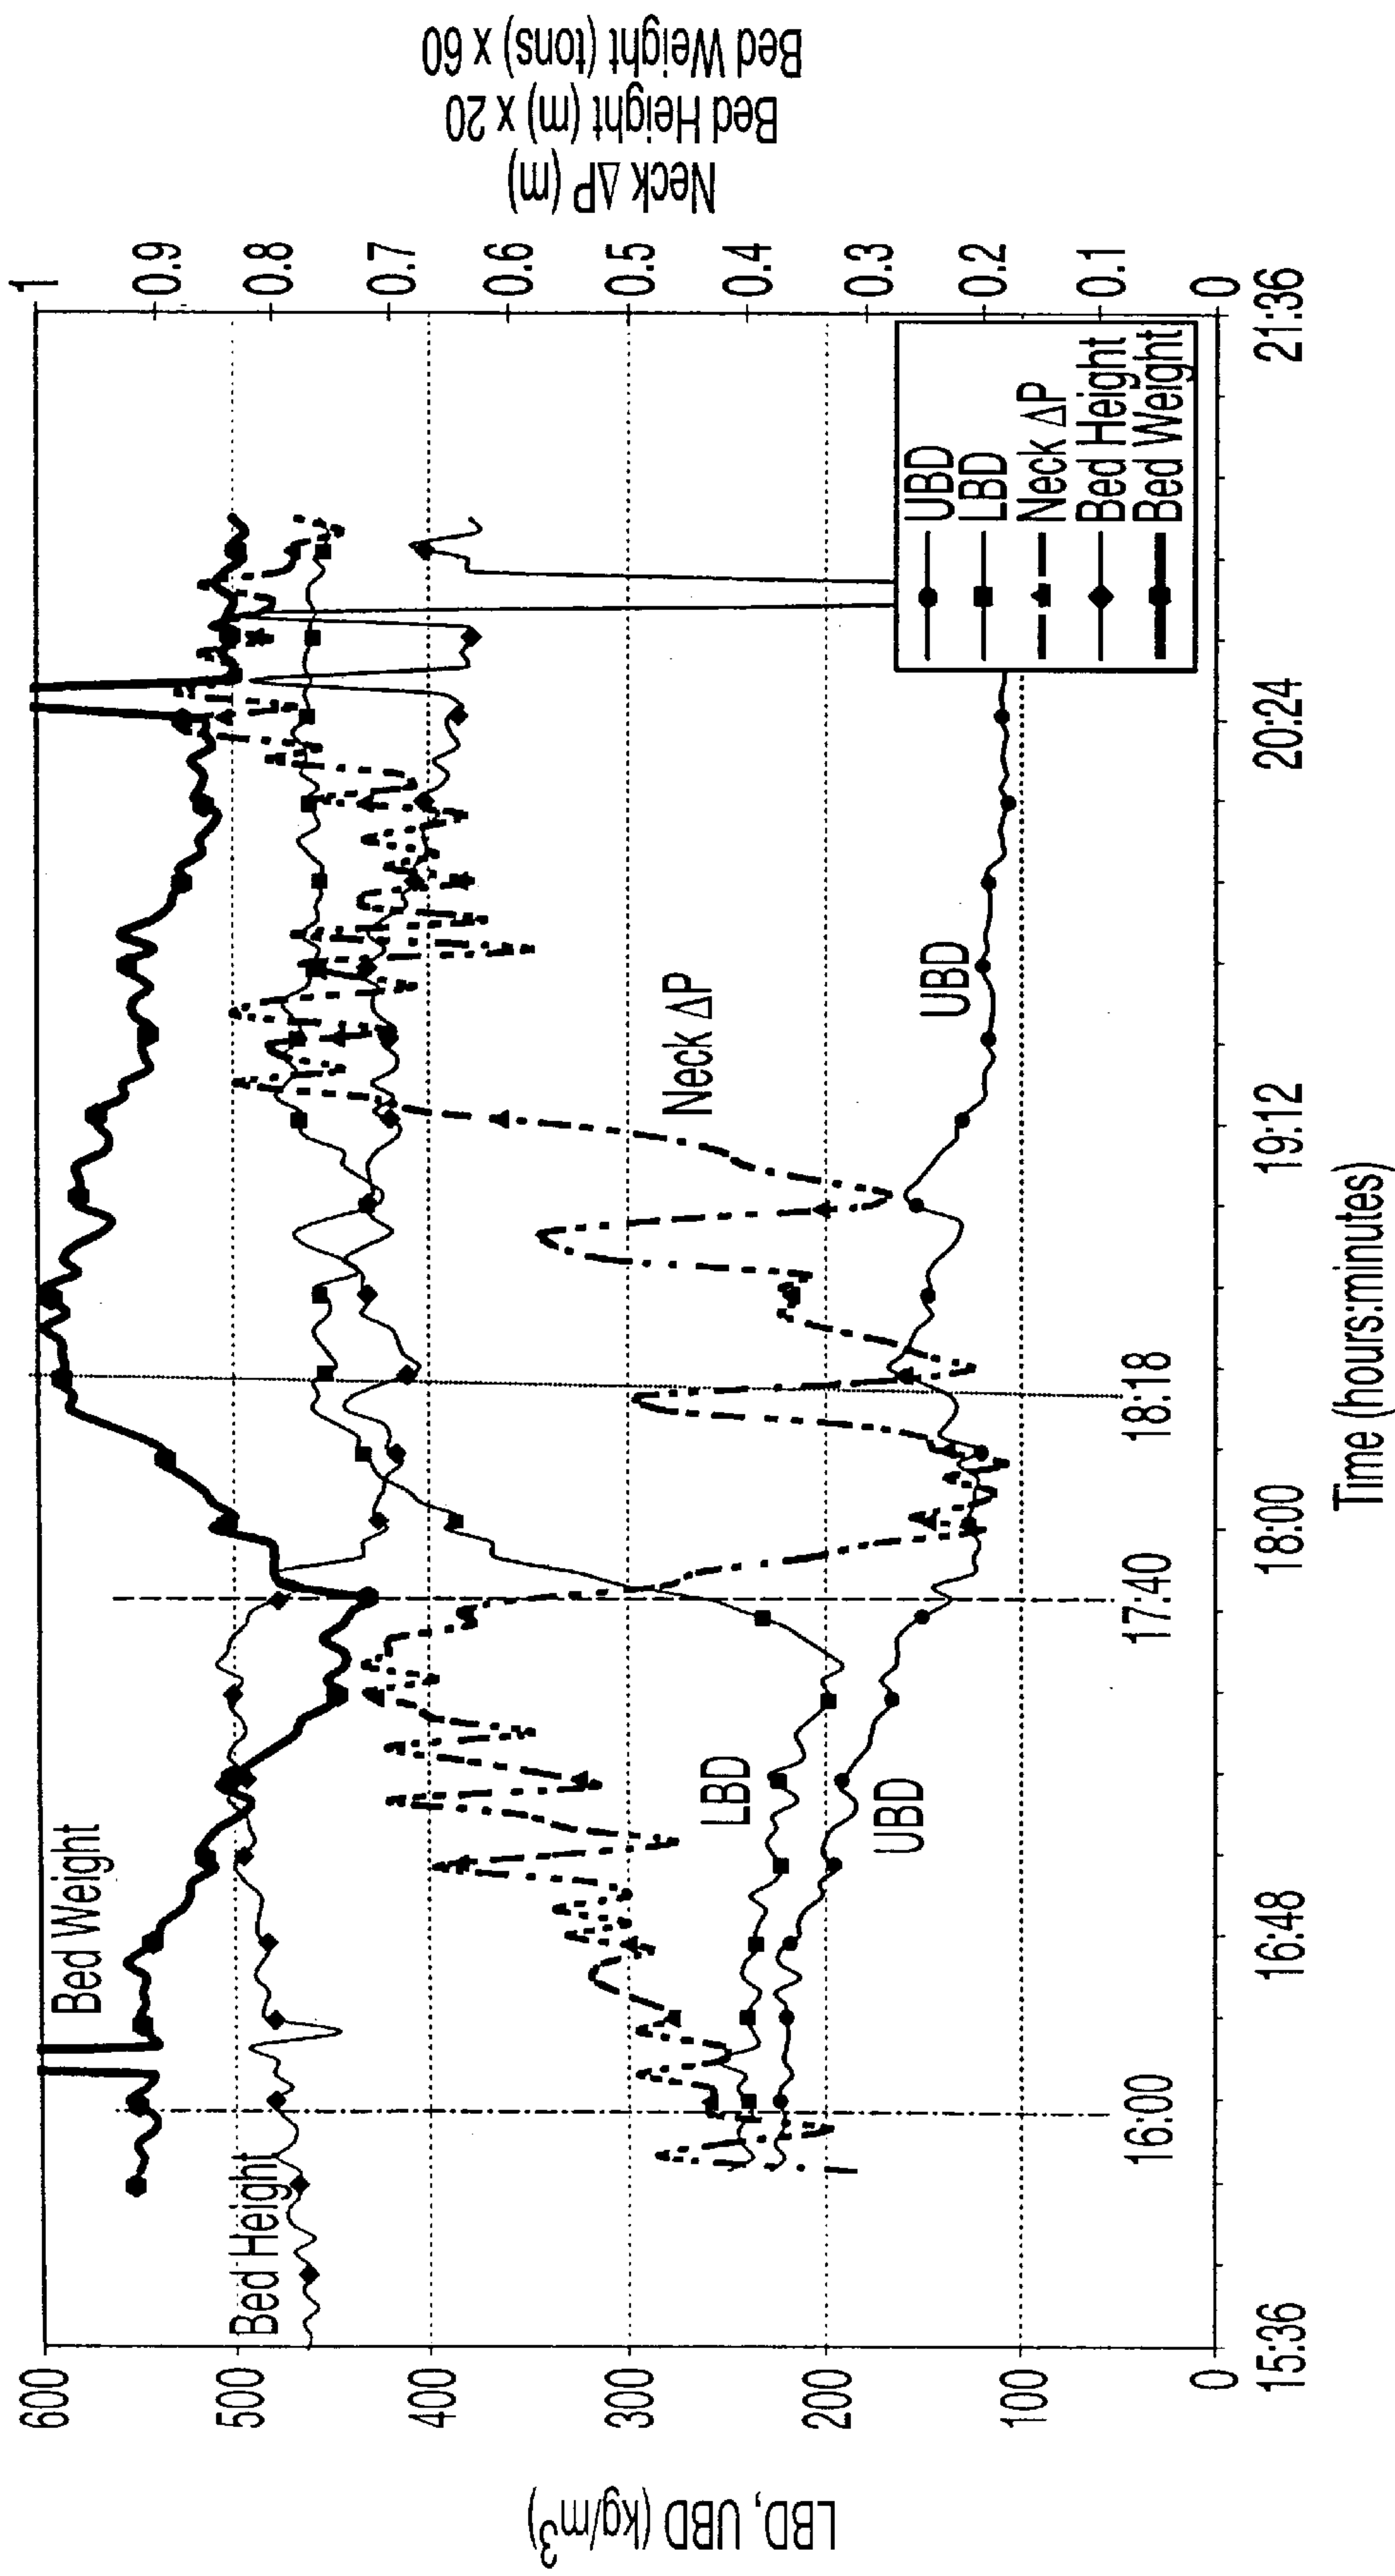 LBD, UBD (kg/m³)
600
500
400
300
200
100
0
Bed Weight
Bed Height
LBD
UBD
Neck ΔP
UBD
16:00
17:40
18:18
15:36
16:48
18:00
19:12
20:24
21:36
Time (hours:minutes)
UBD
LBD
Neck ΔP
Bed Height
Bed Weight
1
0.9
0.8
0.7
0.6
0.5
0.4
0.3
0.2
0.1
0
Neck ΔP (m)
Bed Height (m) x 20
Bed Weight (tons) x 60